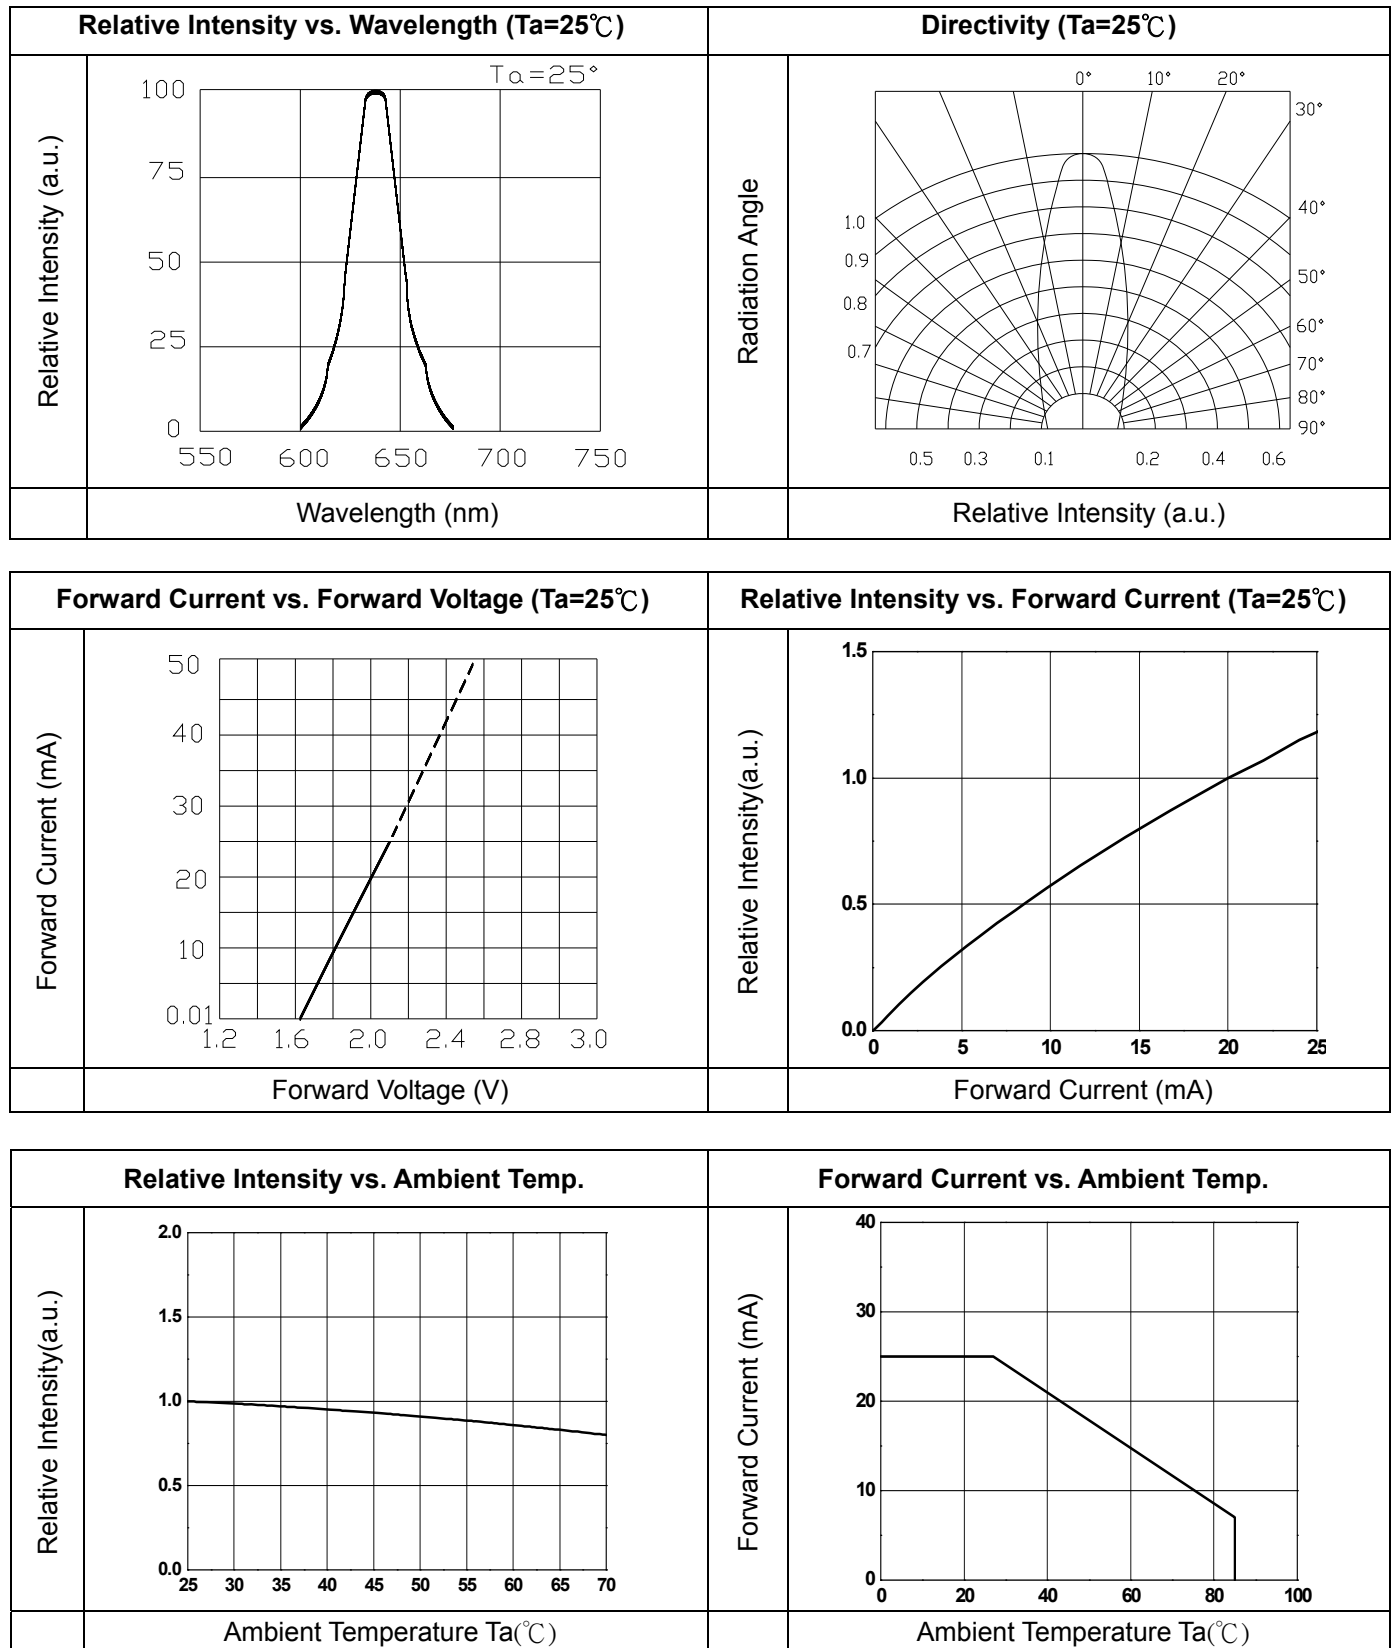 Relative Intensity vs. Wavelength (Ta=25℃)
Directivity (Ta=25℃)
Relative Intensity (a.u.)
Ta=25°
100
75
50
25
0
550 600 650 700 750
Wavelength (nm)
Radiation Angle
0° 10° 20°
30°
40°
50°
60°
70°
80°
90°
1.0
0.9
0.8
0.7
0.5 0.3 0.1 0.2 0.4 0.6
Relative Intensity (a.u.)
Forward Current vs. Forward Voltage (Ta=25℃)
Relative Intensity vs. Forward Current (Ta=25℃)
Forward Current (mA)
50
40
30
20
10
0.01
1.2 1.6 2.0 2.4 2.8 3.0
Forward Voltage (V)
Relative Intensity(a.u.)
1.5
1.0
0.5
0.0
0 5 10 15 20 25
Forward Current (mA)
Relative Intensity vs. Ambient Temp.
Forward Current vs. Ambient Temp.
Relative Intensity(a.u.)
2.0
1.5
1.0
0.5
0.0
25 30 35 40 45 50 55 60 65 70
Ambient Temperature Ta(℃)
Forward Current (mA)
40
30
20
10
0
0 20 40 60 80 100
Ambient Temperature Ta(℃)